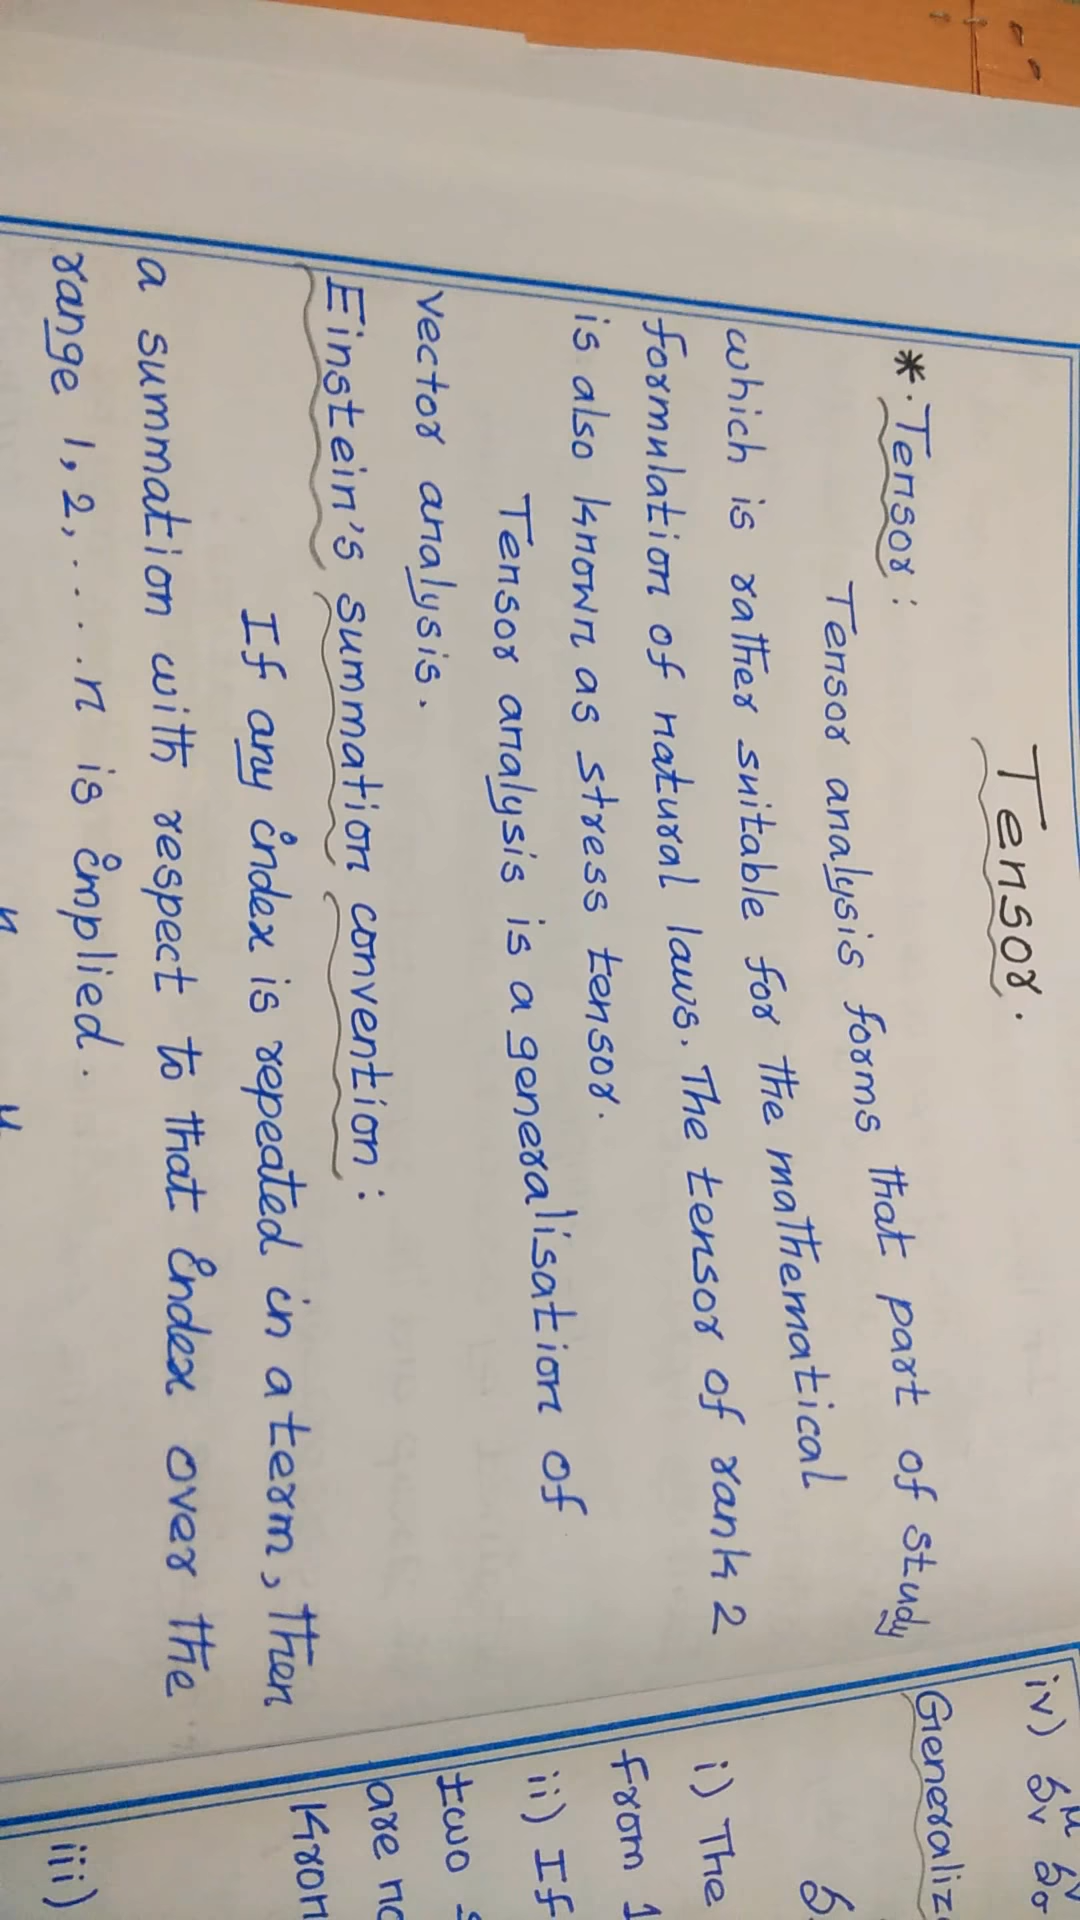 Tensor.
*. Tensor:
Tensor analysis forms that part of study
which is rather suitable for the mathematical
formulation of natural laws. The tensor of rank 2
is also known as stress tensor.
Tensor analysis is a generalisation of
vector analysis.
Einstein's summation convention:
If any index is repeated in a term, then
a summation with respect to that index over the
range 1, 2, .... n is implied.
iv) δ
i) The
from 1
ii) If
two
are
iii)